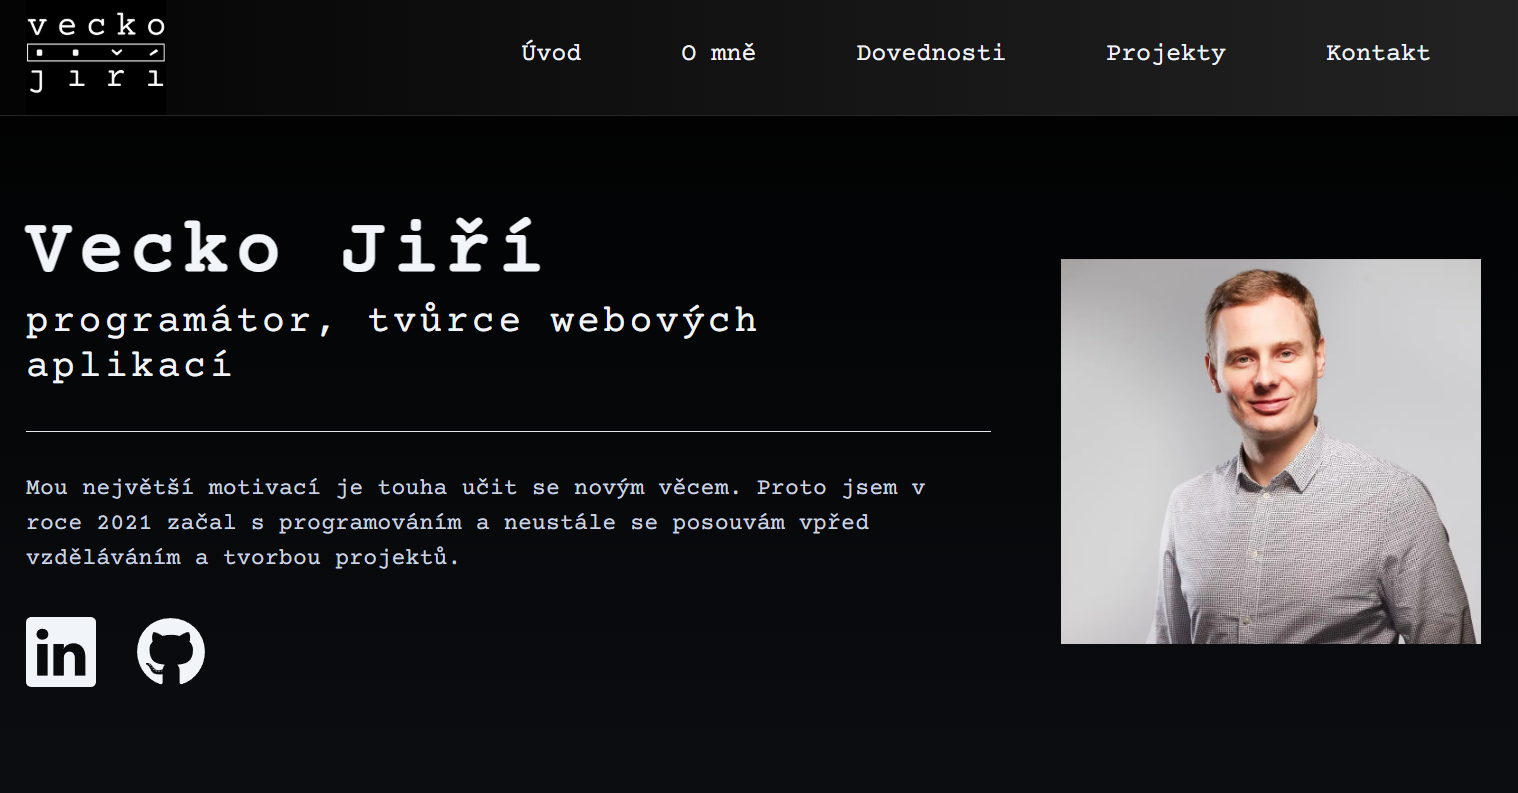 vecko
jiří
Úvod
O mně
Dovednosti
Projekty
Kontakt
Vecko Jiří
programátor, tvůrce webových
aplikací
Mou největší motivací je touha učit se novým věcem. Proto jsem v
roce 2021 začal s programováním a neustále se posouvám vpřed
vzděláváním a tvorbou projektů.
in